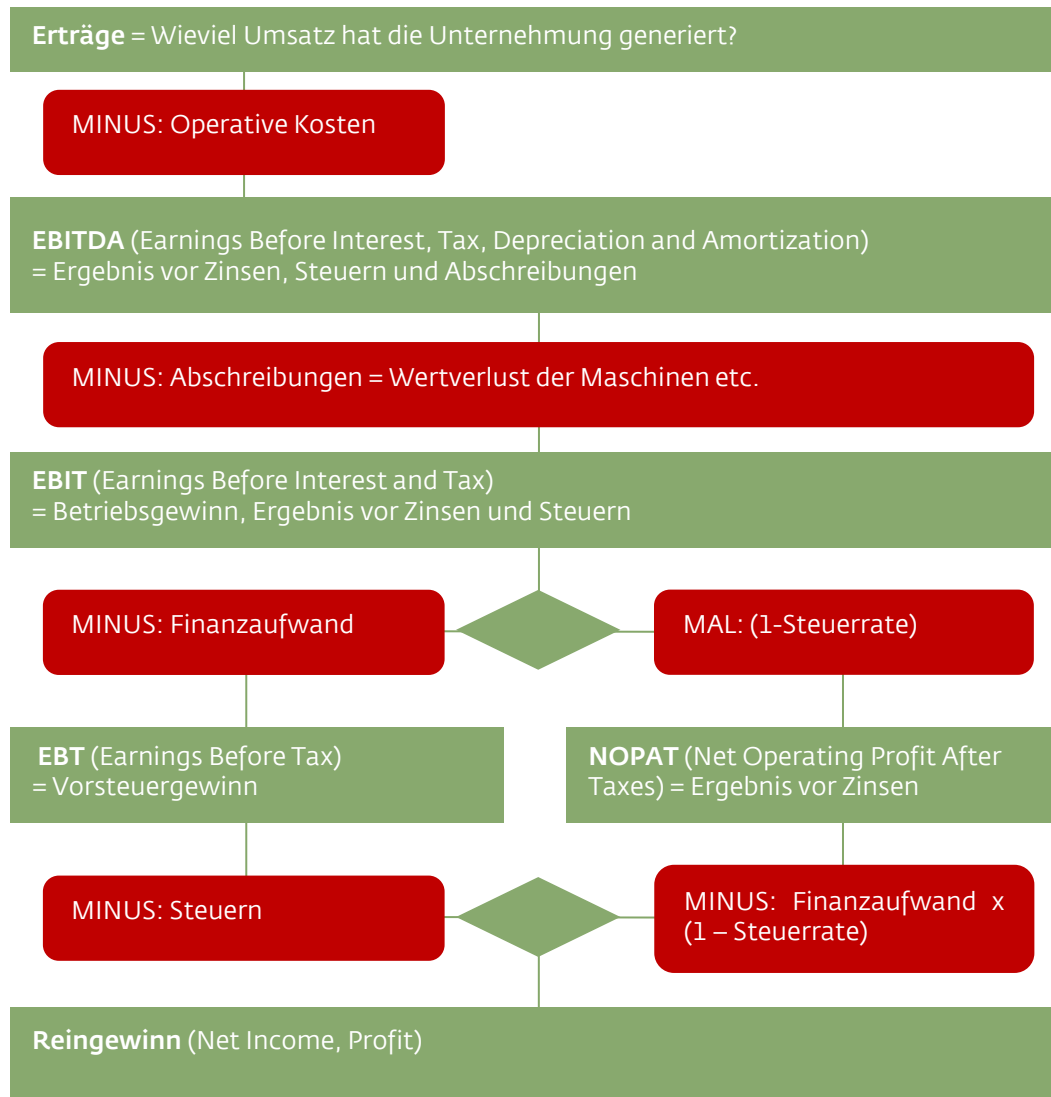 Erträge = Wieviel Umsatz hat die Unternehmung generiert?
MINUS: Operative Kosten
EBITDA (Earnings Before Interest, Tax, Depreciation and Amortization)
= Ergebnis vor Zinsen, Steuern und Abschreibungen
MINUS: Abschreibungen = Wertverlust der Maschinen etc.
EBIT (Earnings Before Interest and Tax)
= Betriebsgewinn, Ergebnis vor Zinsen und Steuern
MINUS: Finanzaufwand
MAL: (1-Steuerrate)
EBT (Earnings Before Tax)
= Vorsteuergewinn
NOPAT (Net Operating Profit After
Taxes) = Ergebnis vor Zinsen
MINUS: Steuern
MINUS: Finanzaufwand x
(1 – Steuerrate)
Reingewinn (Net Income, Profit)